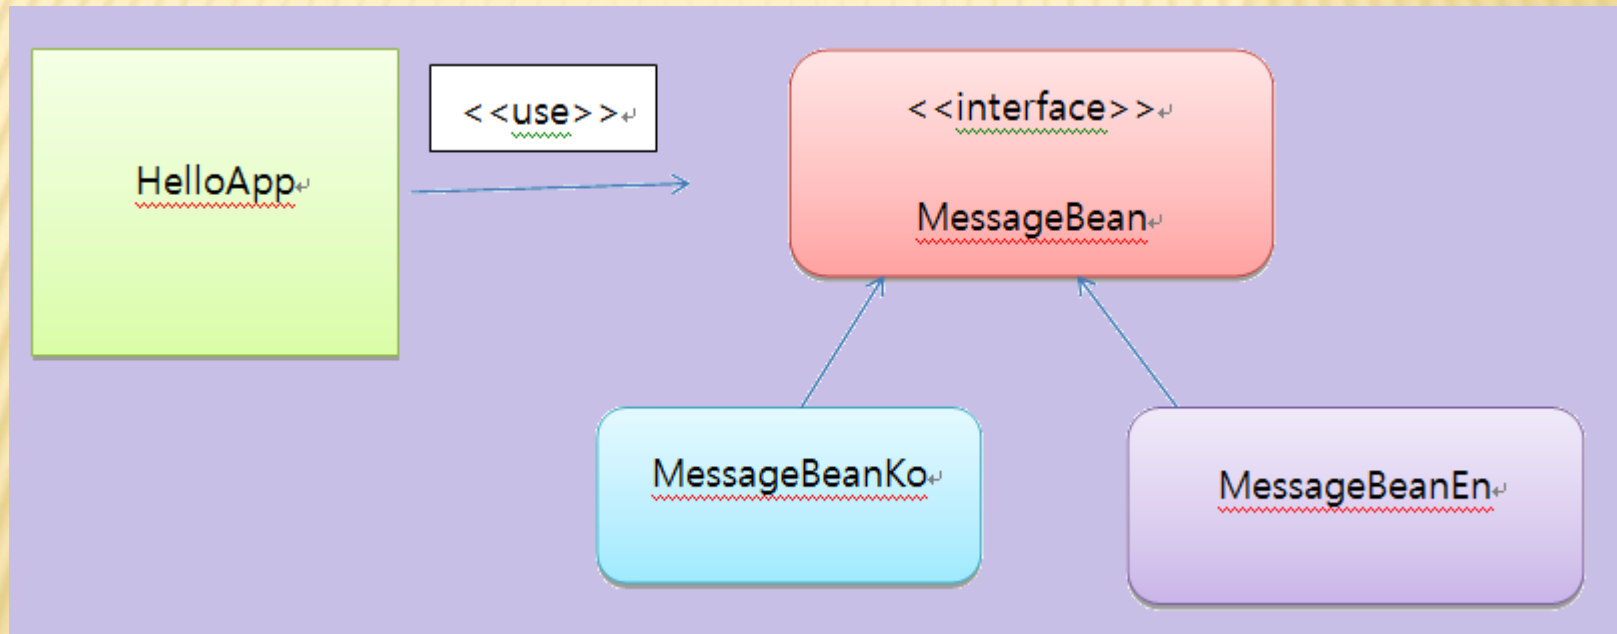 HelloApp
<<use>>
<<interface>>
MessageBean
MessageBeanKo
MessageBeanEn